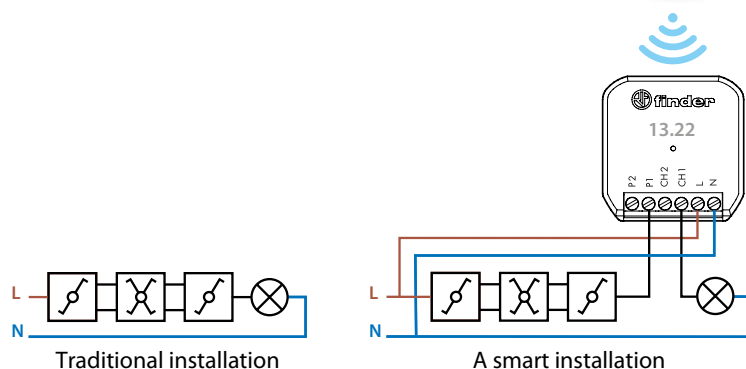 finder
13.22
P2 P1 CH2 CH1 L N
L
N
Traditional installation
L
N
A smart installation